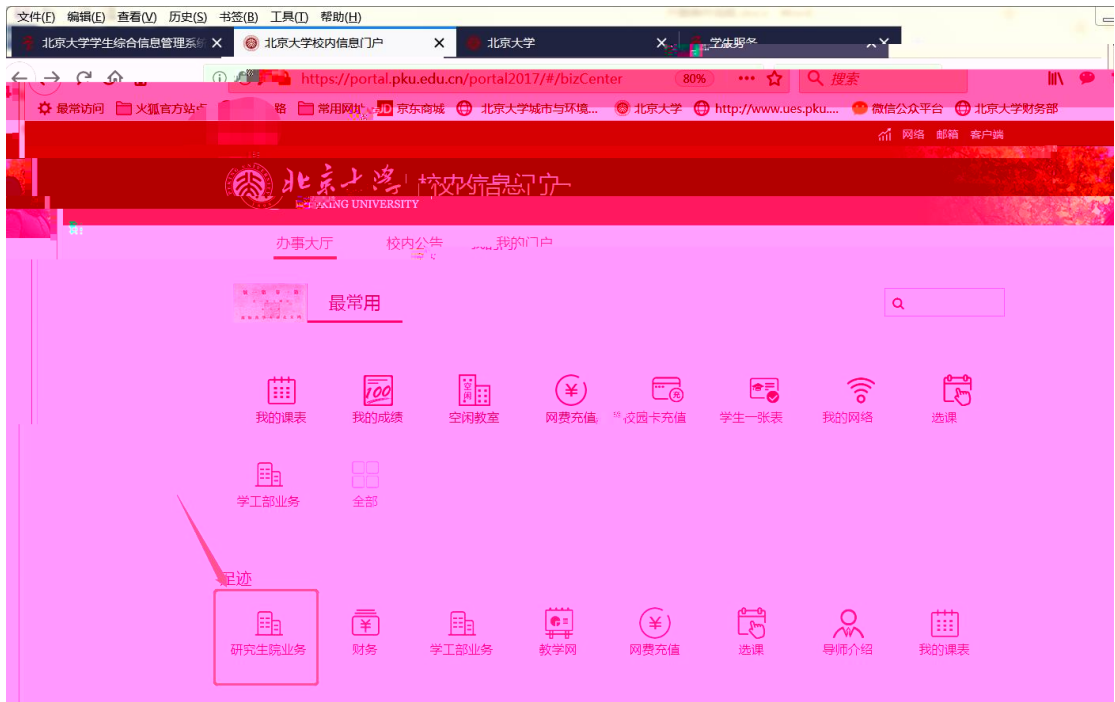 文件(F) 编辑(E) 查看(V) 历史(S) 书签(B) 工具(T) 帮助(H)
北京大学学生综合信息管理系统 北京大学校内信息门户 北京大学 学生服务
https://portal.pku.edu.cn/portal2017/#/bizCenter 80% 搜索
最常访问 火狐官方站点 常用网址 JD 京东商城 北京大学城市与环境... 北京大学 http://www.ues.pku.... 微信公众平台 北京大学财务部
网络 邮箱 客户端
北京大学 校内信息门户
PEKING UNIVERSITY
办事大厅 校内公告 我的门户
最常用
我的课表 我的成绩 空闲教室 网费充值 校园卡充值 学生一张表 我的网络 选课
学工部业务 全部
足迹
研究生院业务 财务 学工部业务 教学网 网费充值 选课 导师介绍 我的课表